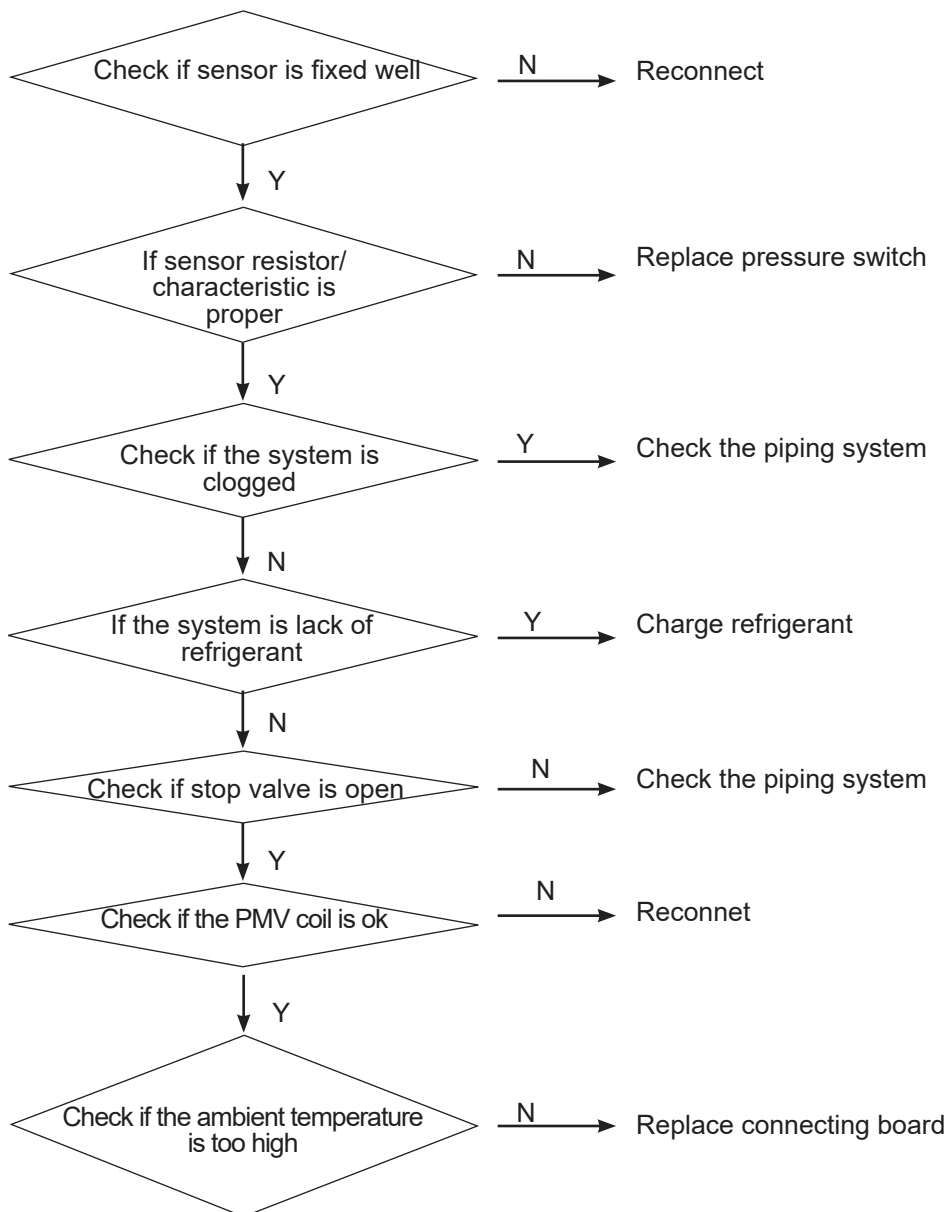 Check if sensor is fixed well
N
Reconnect
Y
If sensor resistor/
characteristic is
proper
N
Replace pressure switch
Y
Check if the system is
clogged
Y
Check the piping system
N
If the system is lack of
refrigerant
Y
Charge refrigerant
N
Check if stop valve is open
N
Check the piping system
Y
Check if the PMV coil is ok
N
Reconnet
Y
Check if the ambient temperature
is too high
N
Replace connecting board